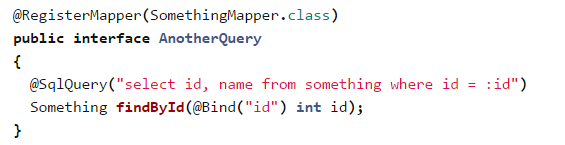 @RegisterMapper(SomethingMapper.class)
public interface AnotherQuery
{
  @SqlQuery("select id, name from something where id = :id")
  Something findById(@Bind("id") int id);
}